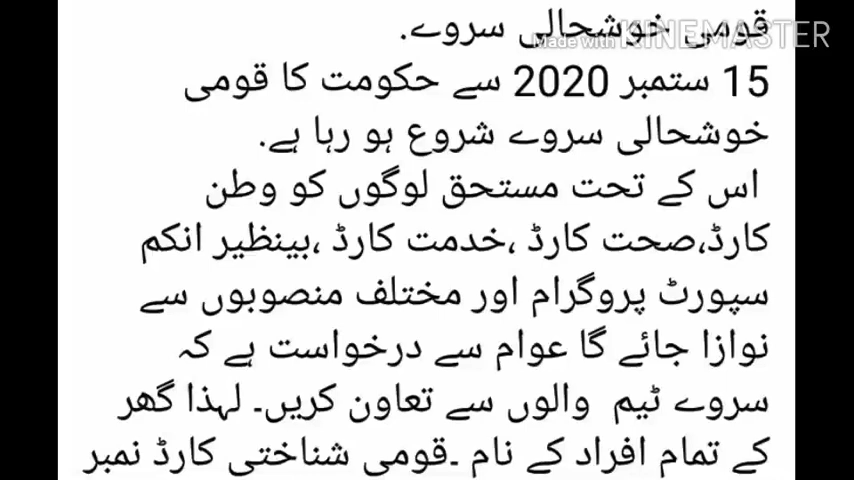 قومی خوشحالی سروے.
Made with KINEMASTER
15 ستمبر 2020 سے حکومت کا قومی
خوشحالی سروے شروع ہو رہا ہے.
اس کے تحت مستحق لوگوں کو وطن
کارڈ،صحت کارڈ ،خدمت کارڈ ،بینظیر انکم
سپورٹ پروگرام اور مختلف منصوبوں سے
نوازا جائے گا عوام سے درخواست ہے کہ
سروے ٹیم والوں سے تعاون کریں۔ لہذا گھر
کے تمام افراد کے نام ۔قومی شناختی کارڈ نمبر